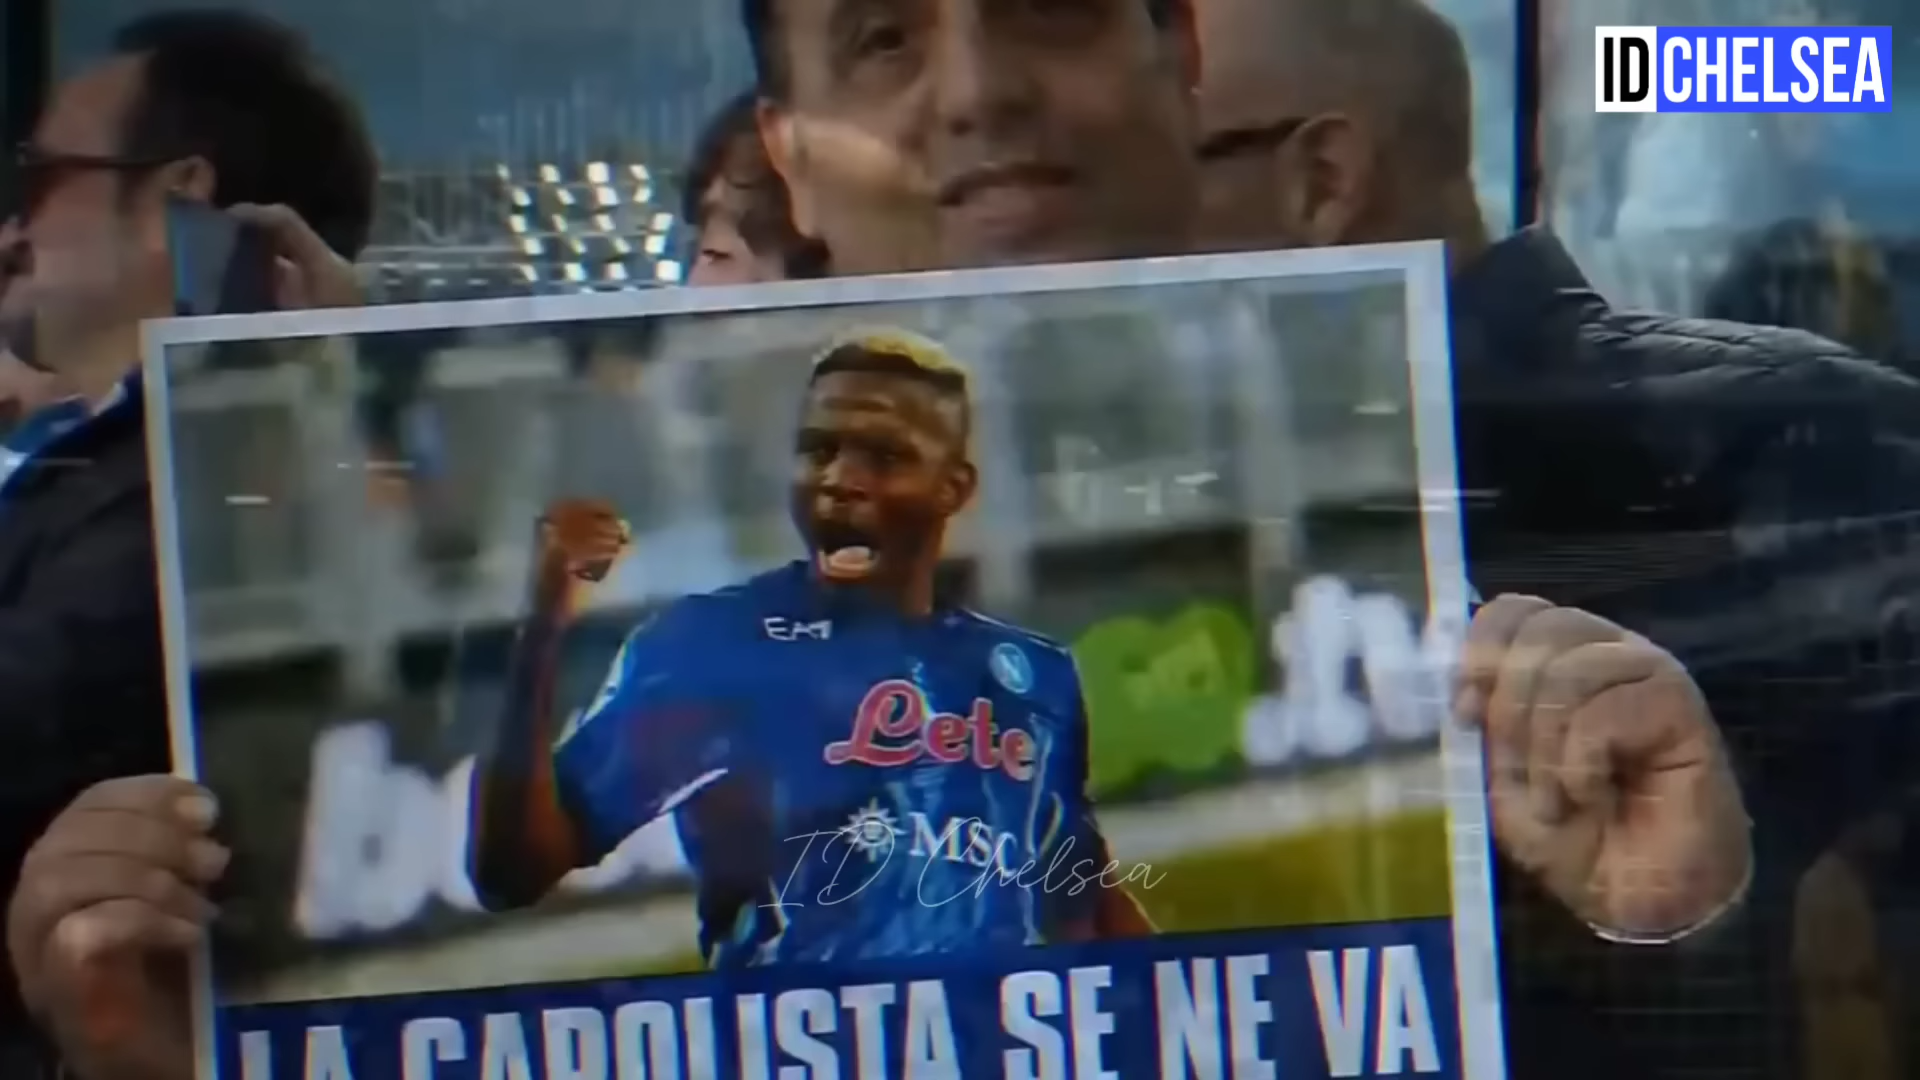 IDCHELSEA
EA7
Lete
MSC
ID Chelsea
LA CAPOLISTA SE NE VA